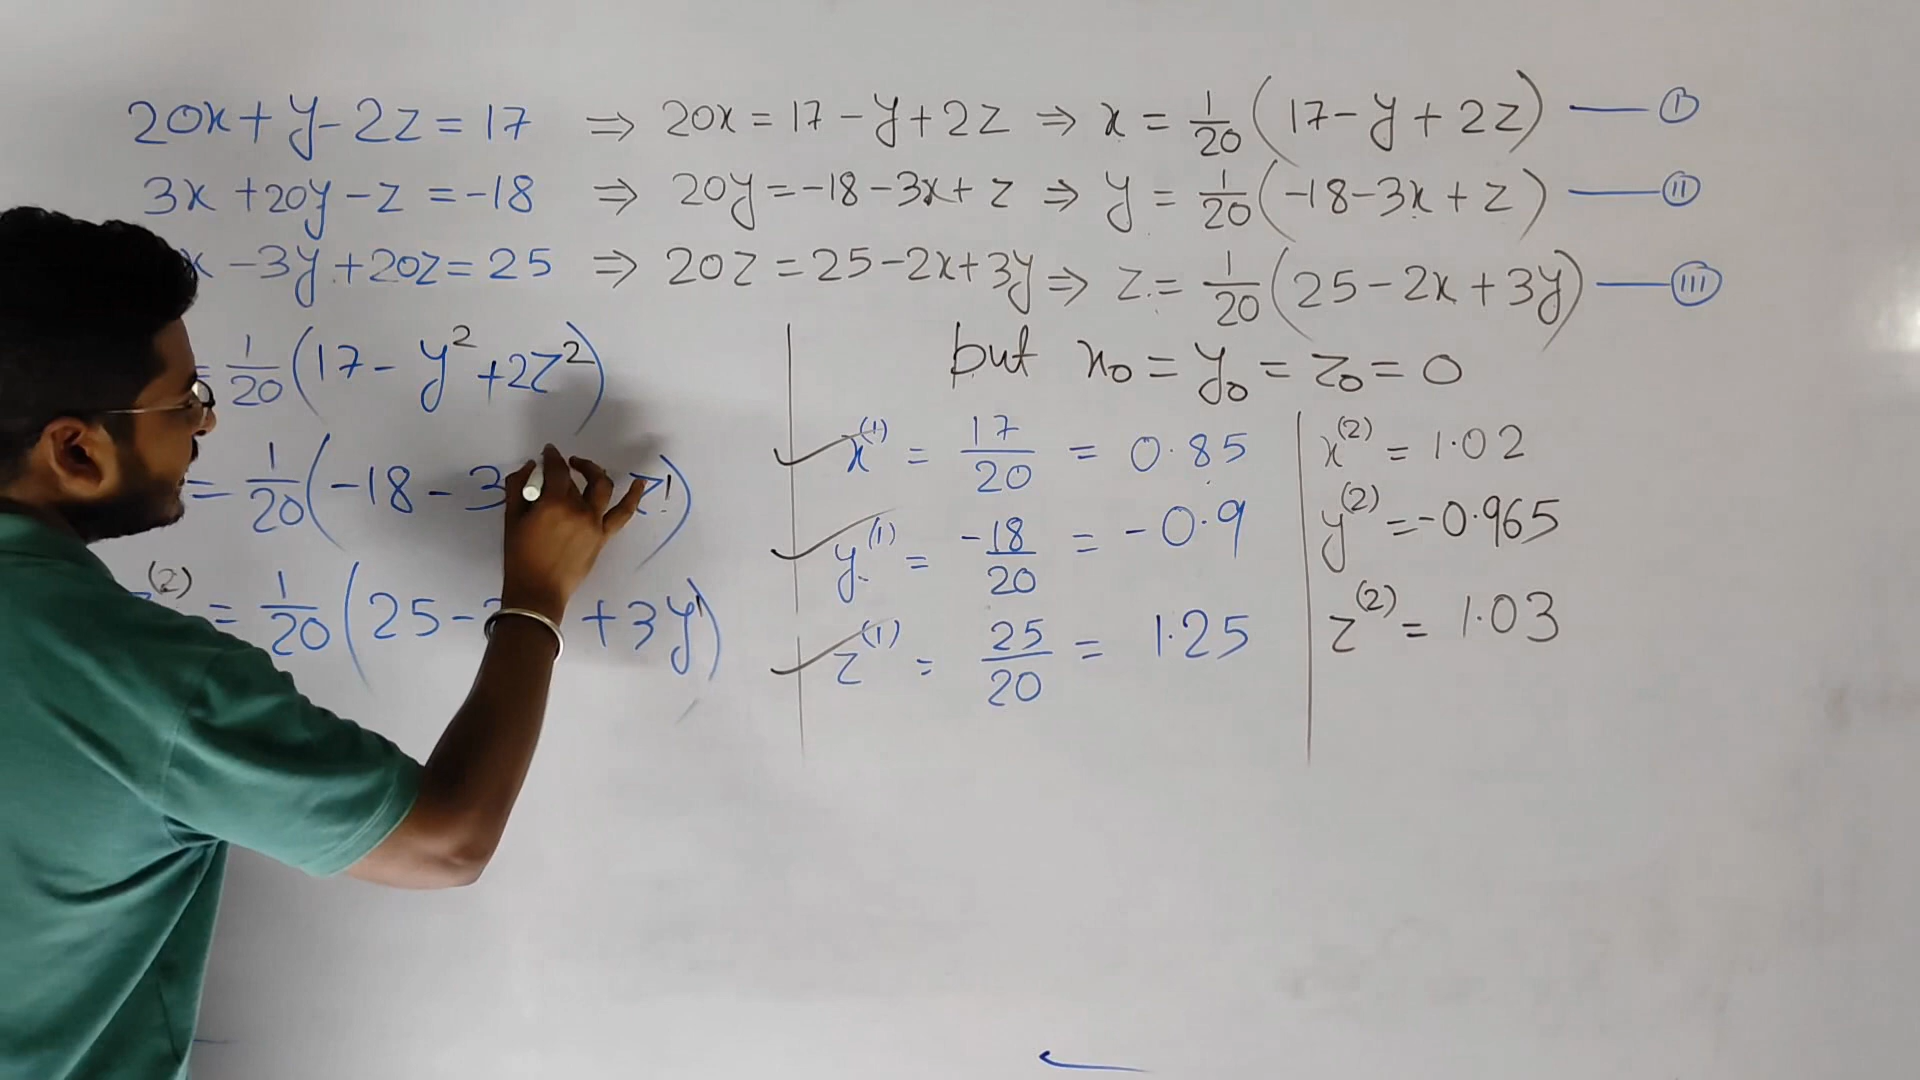 20x + y - 2z = 17 ⇒ 20x = 17 - y + 2z ⇒ x = 1/20 (17 - y + 2z) — (I)
3x + 20y - z = -18 ⇒ 20y = -18 - 3x + z ⇒ y = 1/20 (-18 - 3x + z) — (II)
x - 3y + 20z = 25 ⇒ 20z = 25 - 2x + 3y ⇒ z = 1/20 (25 - 2x + 3y) — (III)
but x₀ = y₀ = z₀ = 0
= 1/20 (17 - y² + 2z²)
= 1/20 (-18 - 3 z¹)
(2) = 1/20 (25 - + 3y¹)
x⁽¹⁾ = 17/20 = 0.85
y⁽¹⁾ = -18/20 = -0.9
z⁽¹⁾ = 25/20 = 1.25
x⁽²⁾ = 1.02
y⁽²⁾ = -0.965
z⁽²⁾ = 1.03